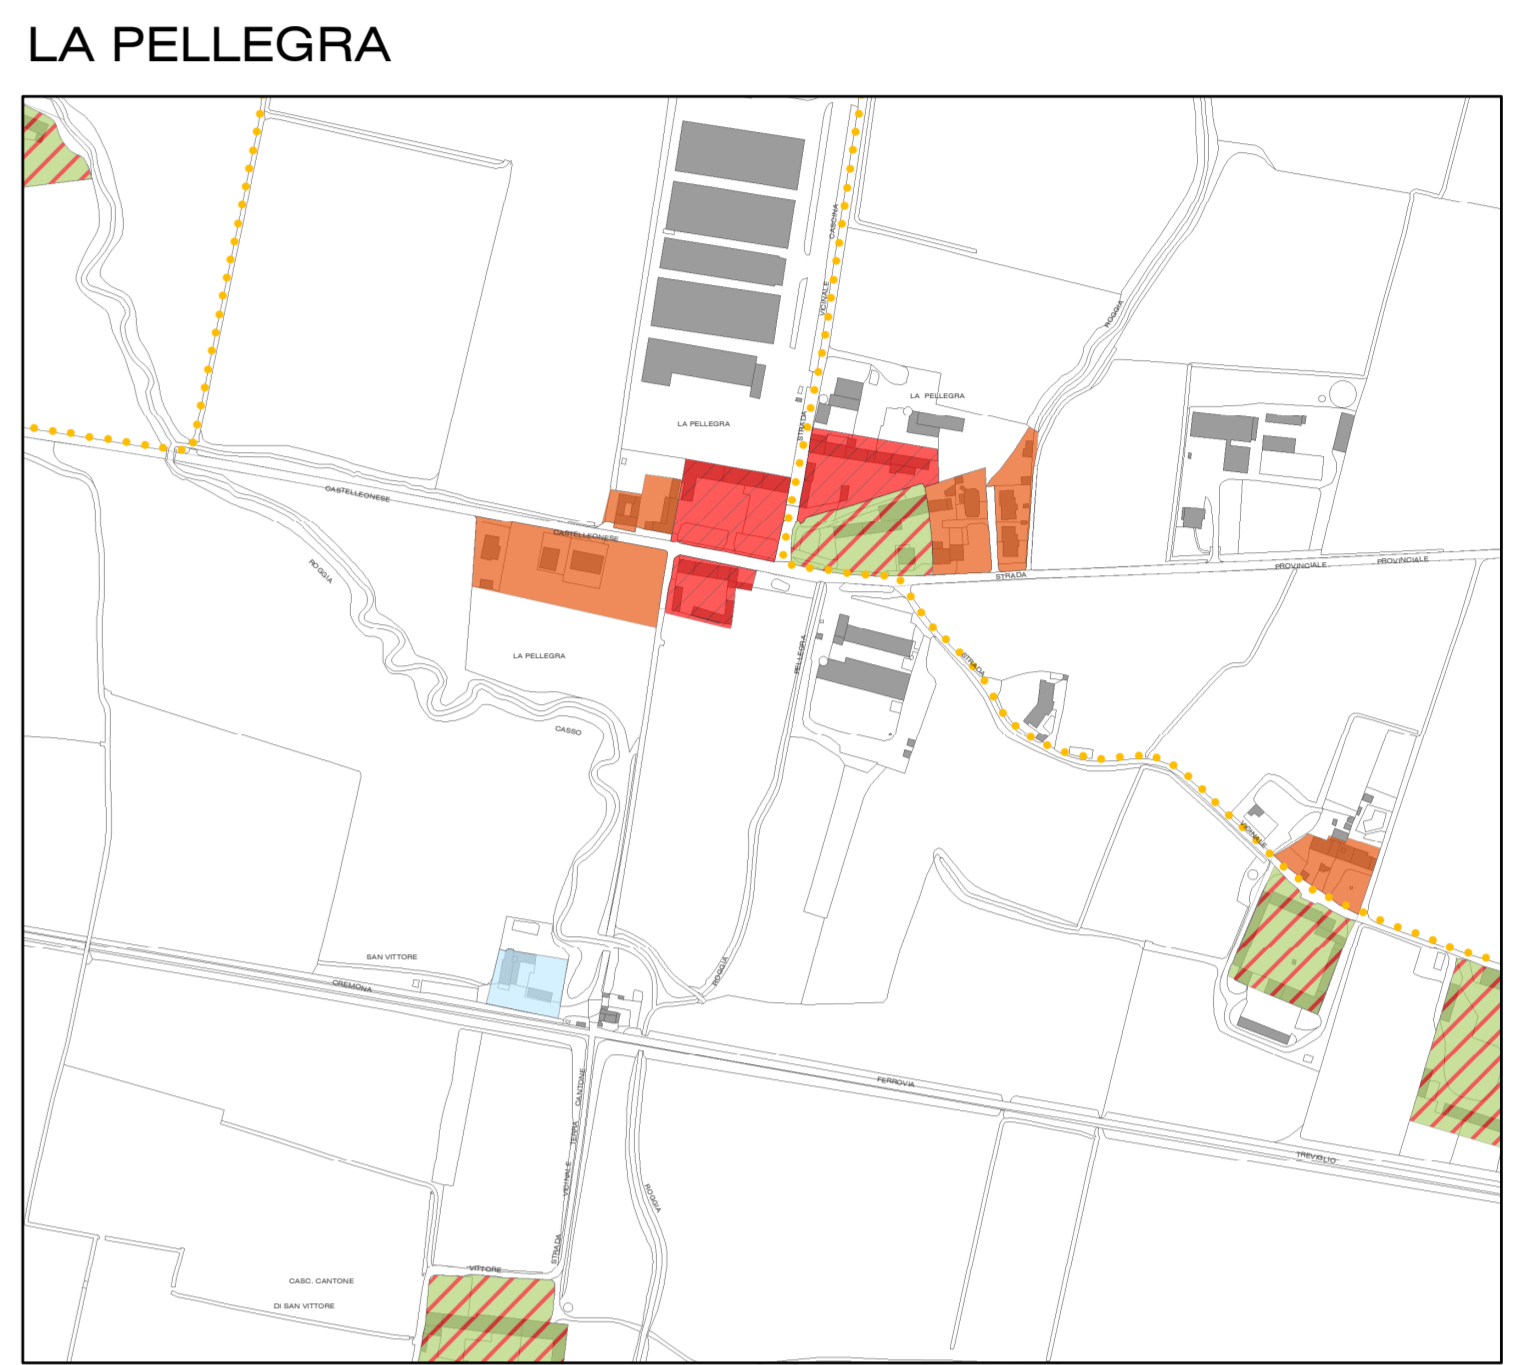 LA PELLEGRA
CASCINA
VICINALE
STRADA
ROGGIA
LA PELLEGRA
LA PELLEGRA
CASTELLEONESE
CASTELLEONESE
STRADA
PROVINCIALE
PROVINCIALE
ROGGIA
LA PELLEGRA
PELLEGRA
STRADA
CASSO
VICINALE
SAN VITTORE
CREMONA
ROGGIA
FERROVIA
TREVIGLIO
CANTONE
TERRA
VICINALE
STRADA
ROGGIA
VITTORE
CASC. CANTONE
DI SAN VITTORE